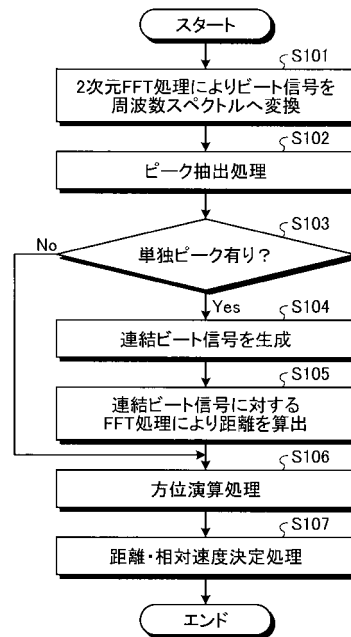 スタート
S101
2次元FFT処理によりビート信号を
周波数スペクトルへ変換
S102
ピーク抽出処理
S103
単独ピーク有り?
No
Yes
S104
連結ビート信号を生成
S105
連結ビート信号に対する
FFT処理により距離を算出
S106
方位演算処理
S107
距離・相対速度決定処理
エンド